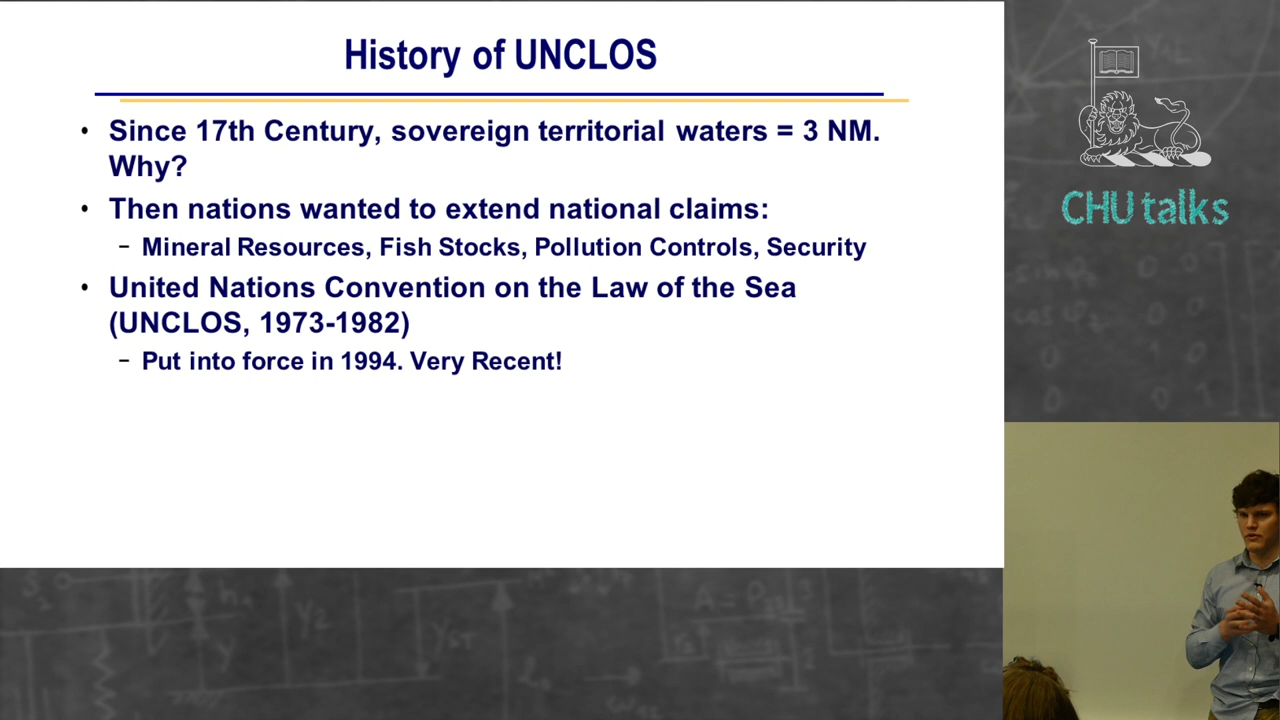 History of UNCLOS
• Since 17th Century, sovereign territorial waters = 3 NM.
Why?
• Then nations wanted to extend national claims:
– Mineral Resources, Fish Stocks, Pollution Controls, Security
• United Nations Convention on the Law of the Sea
(UNCLOS, 1973-1982)
– Put into force in 1994. Very Recent!
CHU talks